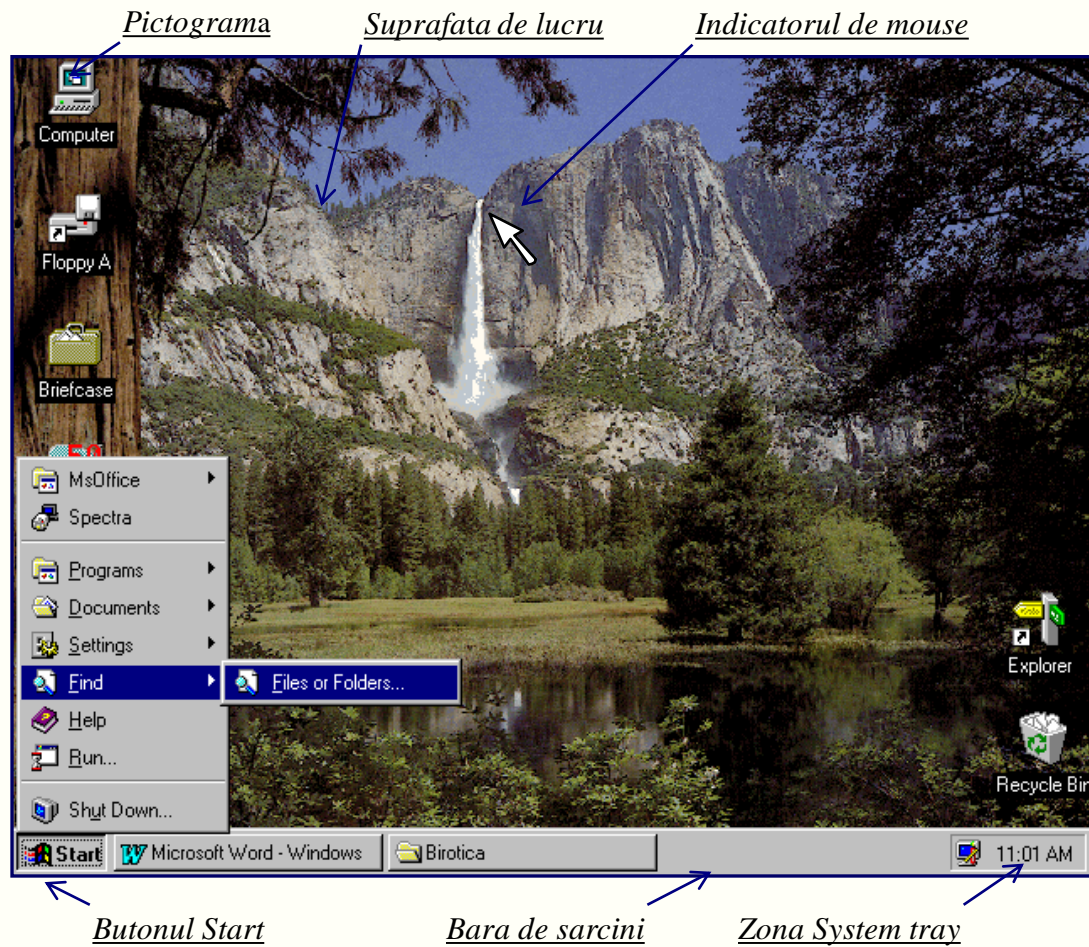 Pictograma
Suprafata de lucru
Indicatorul de mouse
Computer
Floppy A
Briefcase
MsOffice
Spectra
Programs
Documents
Settings
Find
Files or Folders...
Help
Run...
Shut Down...
Explorer
Recycle Bin
Start
Microsoft Word - Windows
Birotica
11:01 AM
Butonul Start
Bara de sarcini
Zona System tray